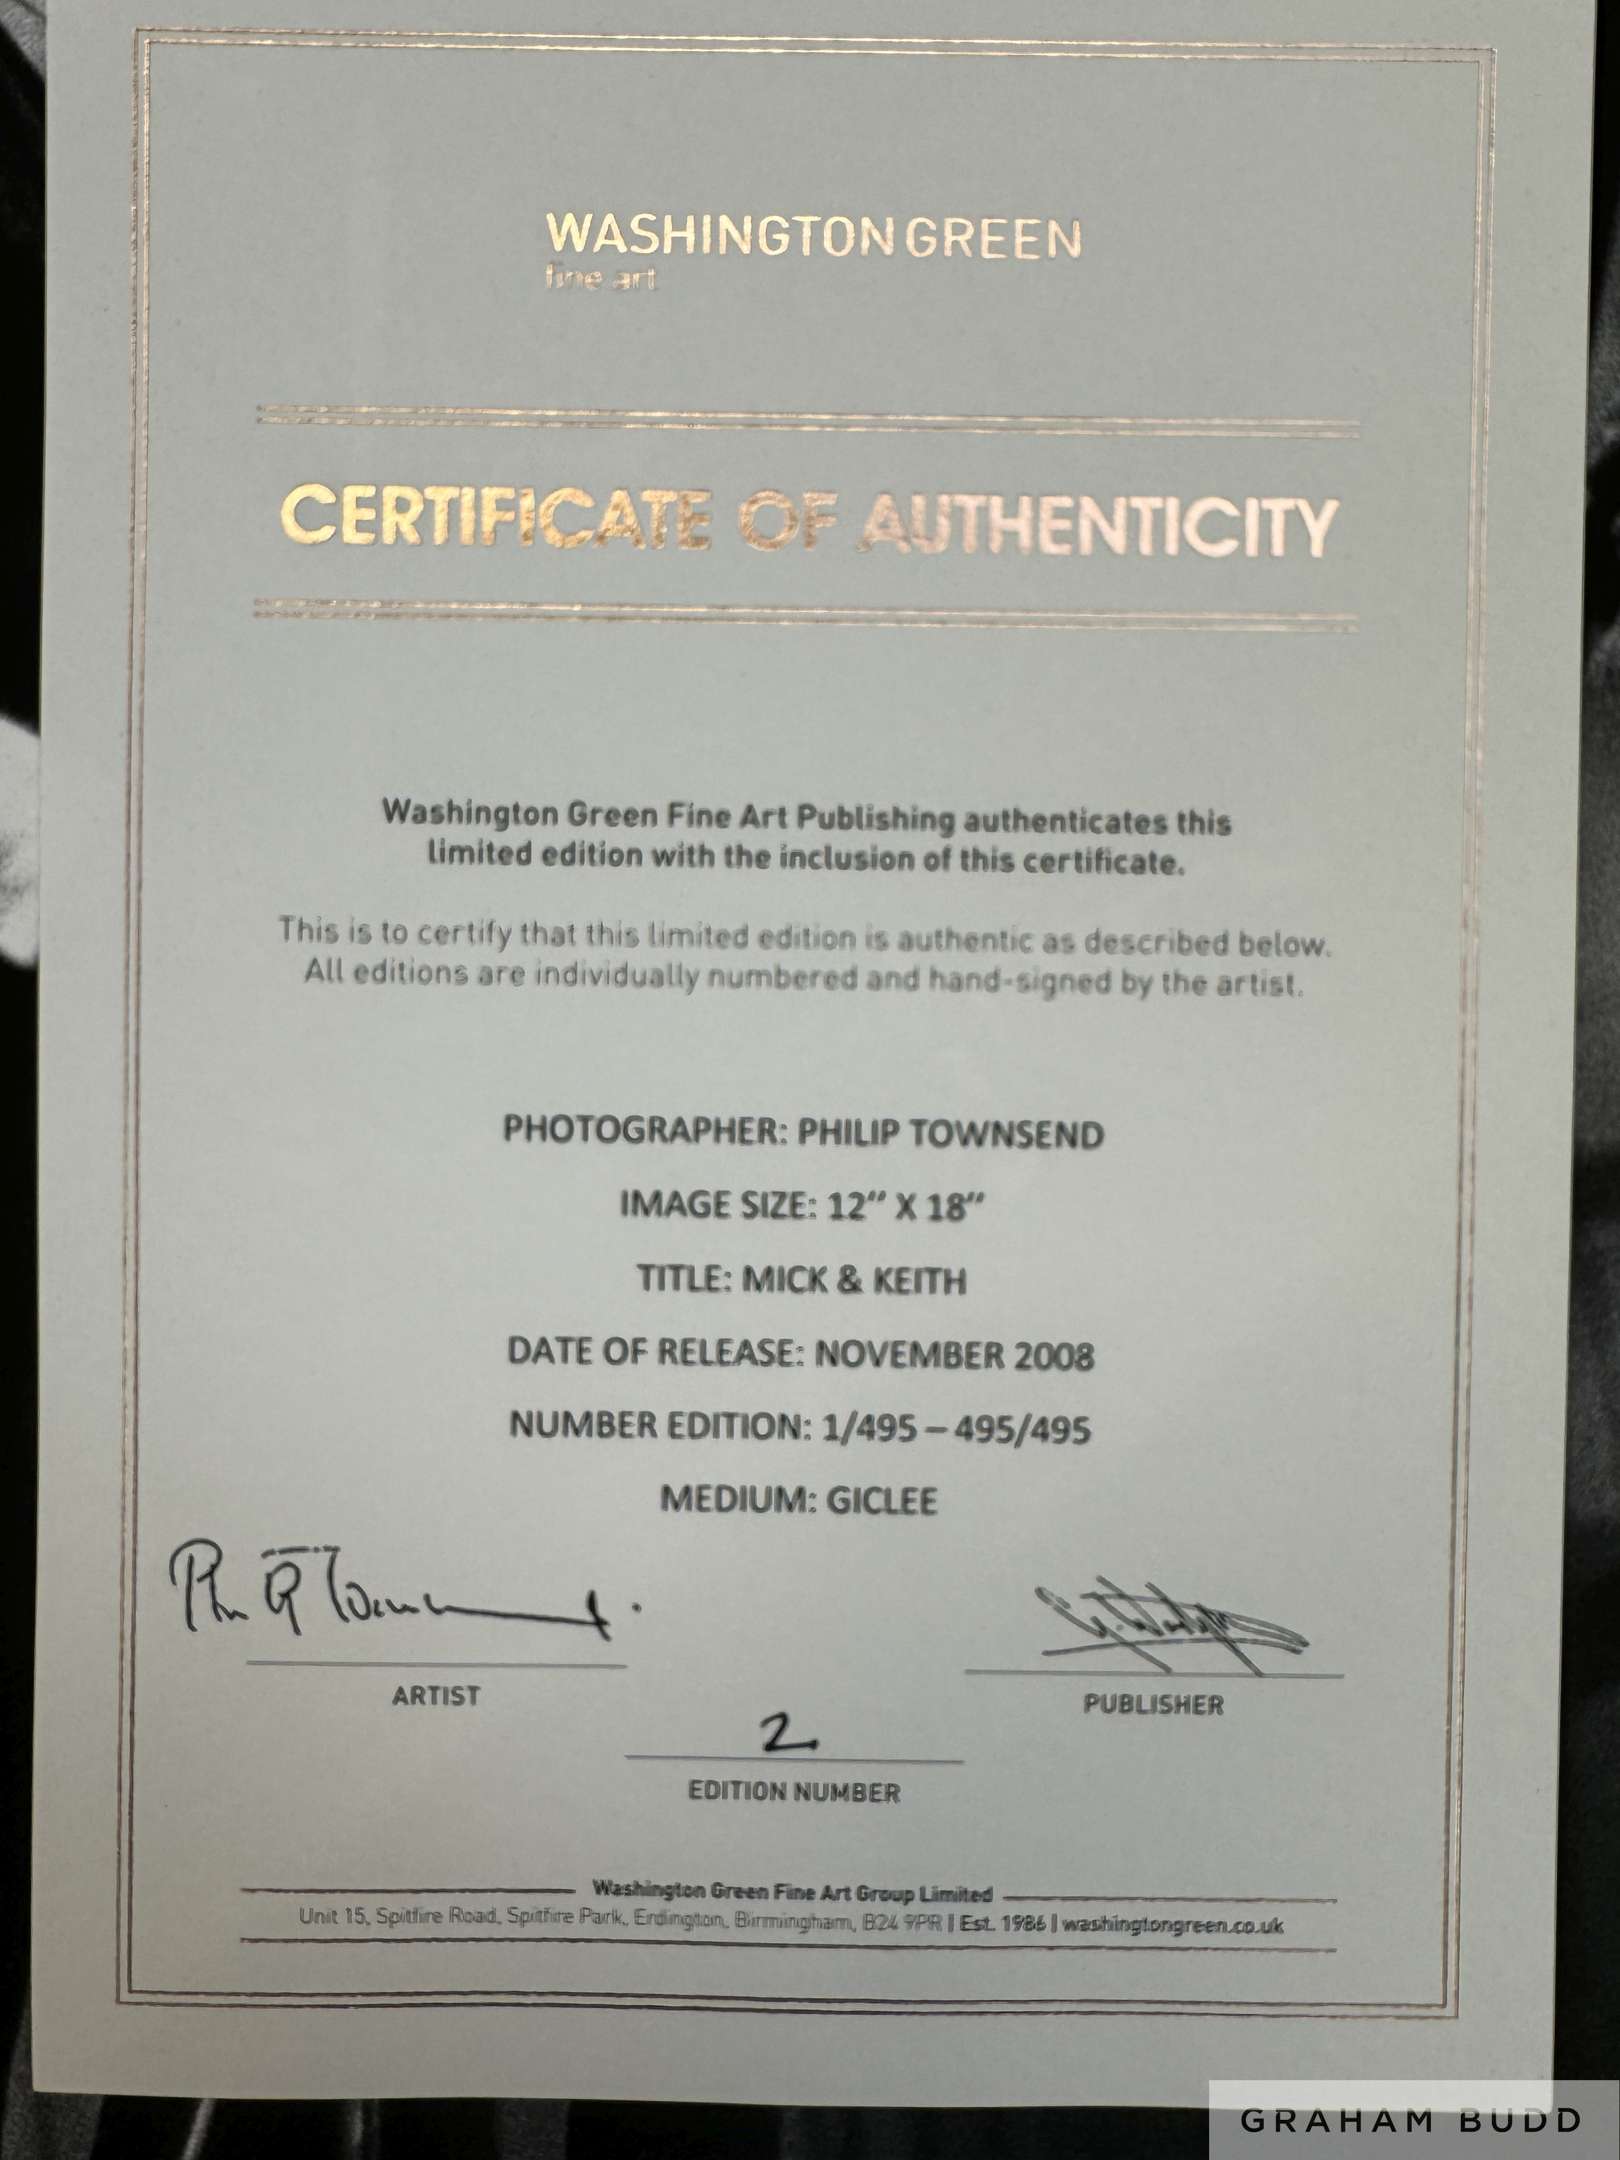 WASHINGTON GREEN
fine art
CERTIFICATE OF AUTHENTICITY
Washington Green Fine Art Publishing authenticates this
limited edition with the inclusion of this certificate.
This is to certify that this limited edition is authentic as described below.
All editions are individually numbered and hand-signed by the artist.
PHOTOGRAPHER: PHILIP TOWNSEND
IMAGE SIZE: 12” X 18”
TITLE: MICK & KEITH
DATE OF RELEASE: NOVEMBER 2008
NUMBER EDITION: 1/495 – 495/495
MEDIUM: GICLEE
ARTIST
PUBLISHER
2
EDITION NUMBER
Washington Green Fine Art Group Limited
Unit 15, Spitfire Road, Spitfire Park, Erdington, Birmingham, B24 9PR | Est. 1986 | washingtongreen.co.uk
GRAHAM BUDD